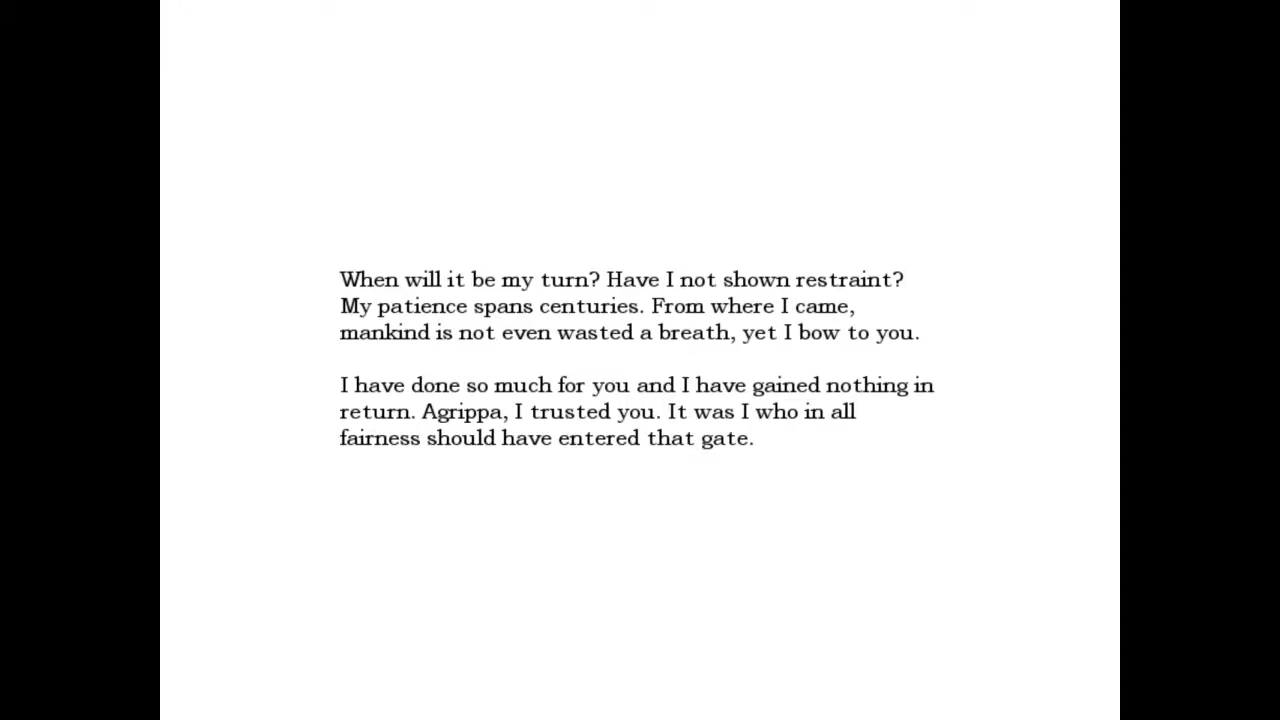 When will it be my turn? Have I not shown restraint?
My patience spans centuries. From where I came,
mankind is not even wasted a breath, yet I bow to you.
I have done so much for you and I have gained nothing in
return. Agrippa, I trusted you. It was I who in all
fairness should have entered that gate.